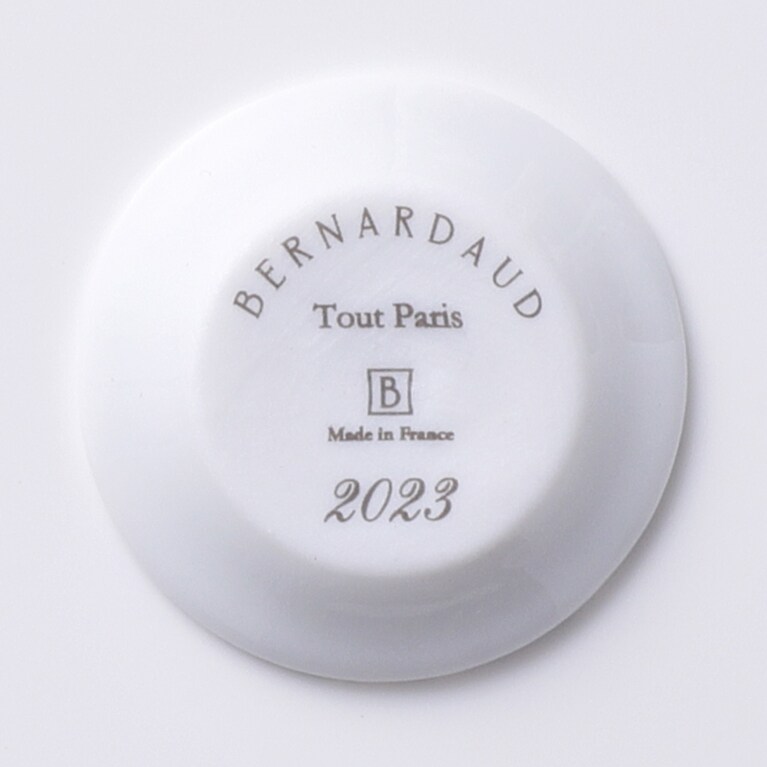 BERNARDAUD
Tout Paris
B
Made in France
2023